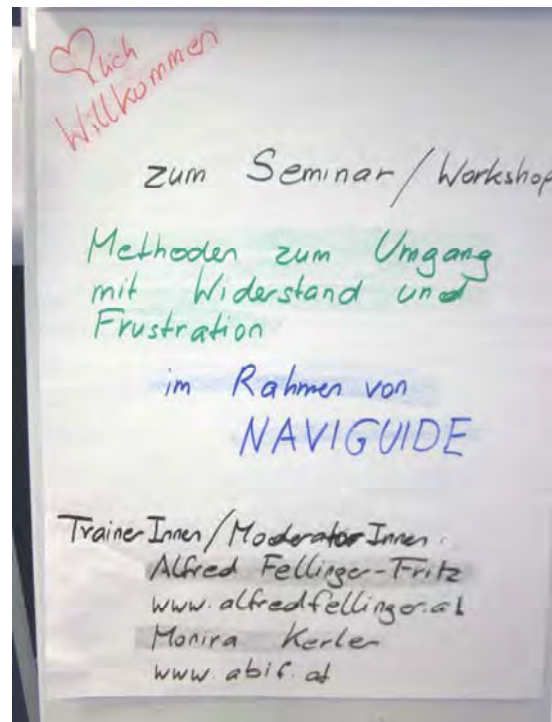 ♡lich
Willkommen
zum Seminar/Workshop
Methoden zum Umgang
mit Widerstand und
Frustration
im Rahmen von
NAVIGUIDE
TrainerInnen/ModeratorInnen:
Alfred Fellinger-Fritz
www.alfredfellinger.at
Monira Kerler
www.abif.at